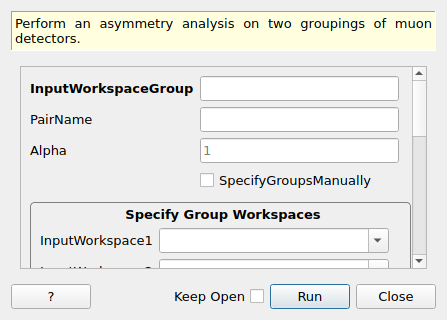 Perform an asymmetry analysis on two groupings of muon
detectors.
InputWorkspaceGroup
PairName
Alpha 1
SpecifyGroupsManually
Specify Group Workspaces
InputWorkspace1
? Keep Open Run Close